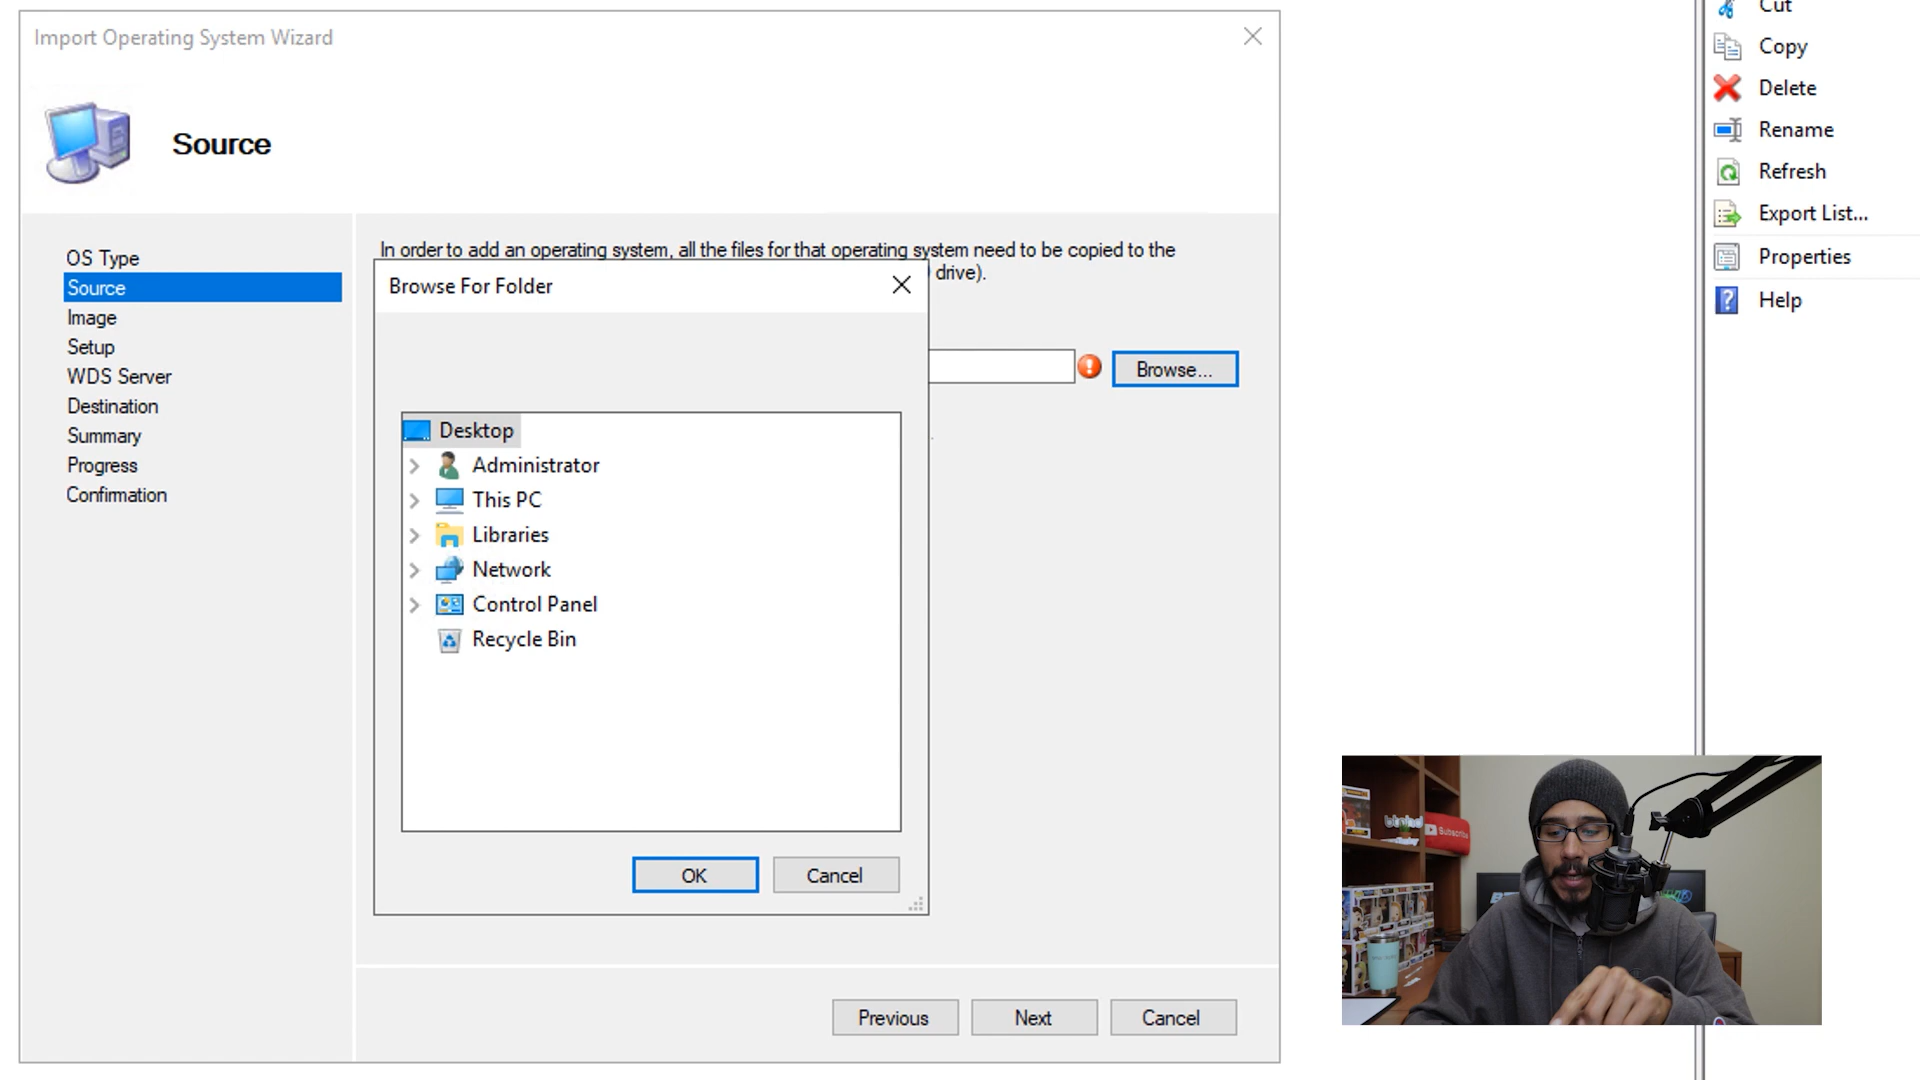 Import Operating System Wizard
Source
OS Type
Source
Image
Setup
WDS Server
Destination
Summary
Progress
Confirmation
In order to add an operating system, all the files for that operating system need to be copied to the
drive).
Browse...
Browse For Folder
Desktop
Administrator
This PC
Libraries
Network
Control Panel
Recycle Bin
OK
Cancel
Previous
Next
Cancel
Cut
Copy
Delete
Rename
Refresh
Export List...
Properties
Help
Subscribe